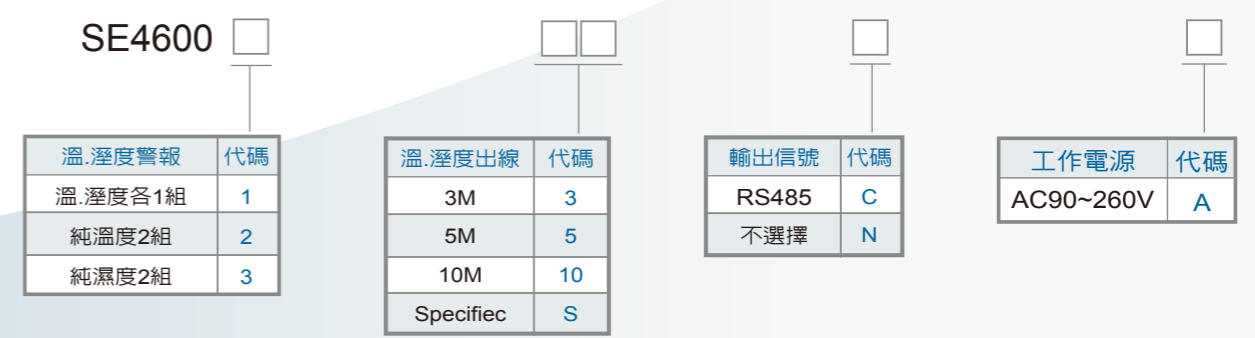 SE4600
溫.溼度警報 代碼
溫.溼度各1組 1
純溫度2組 2
純濕度2組 3
溫.溼度出線 代碼
3M 3
5M 5
10M 10
Specifiec S
輸出信號 代碼
RS485 C
不選擇 N
工作電源 代碼
AC90~260V A